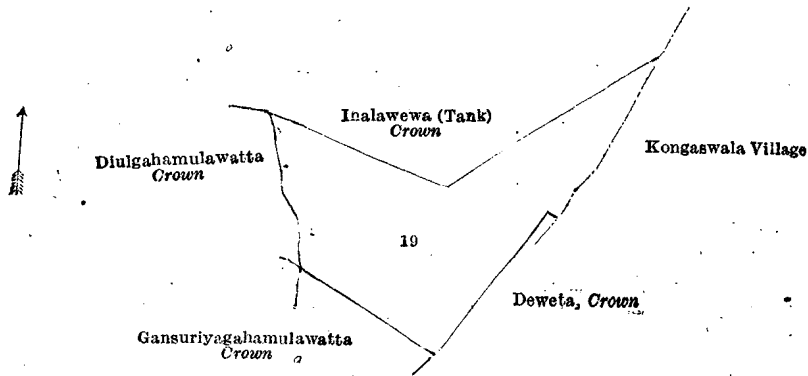 Inalawewa (Tank)
Crown
Diulgahamulawatta
Crown
Kongaswala Village
19
Deweta, Crown
Gansuriyagahamulawatta
Crown